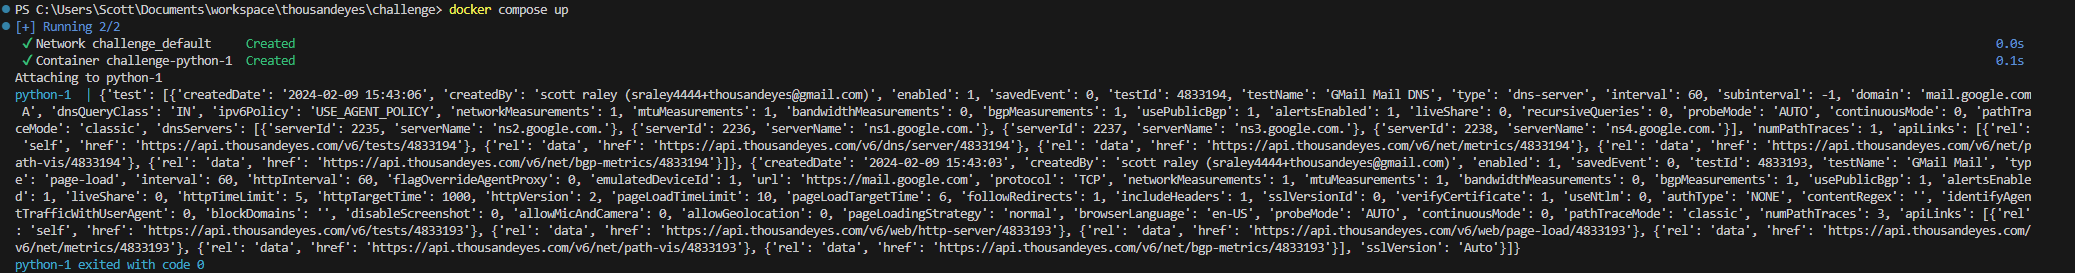 PS C:\Users\Scott\Documents\workspace\thousandeyes\challenge> docker compose up
[+] Running 2/2
✓ Network challenge_default Created 0.0s
✓ Container challenge-python-1 Created 0.1s
Attaching to python-1
python-1 | {'test': [{'createdDate': '2024-02-09 15:43:06', 'createdBy': 'scott raley (sraley4444+thousandeyes@gmail.com)', 'enabled': 1, 'savedEvent': 0, 'testId': 4833194, 'testName': 'GMail Mail DNS', 'type': 'dns-server', 'interval': 60, 'subinterval': -1, 'domain': 'mail.google.com
A', 'dnsQueryClass': 'IN', 'ipv6Policy': 'USE_AGENT_POLICY', 'networkMeasurements': 1, 'mtuMeasurements': 1, 'bandwidthMeasurements': 0, 'bgpMeasurements': 1, 'usePublicBgp': 1, 'alertsEnabled': 1, 'liveShare': 0, 'recursiveQueries': 0, 'probeMode': 'AUTO', 'continuousMode': 0, 'pathTra
ceMode': 'classic', 'dnsServers': [{'serverId': 2235, 'serverName': 'ns2.google.com.'}, {'serverId': 2236, 'serverName': 'ns1.google.com.'}, {'serverId': 2237, 'serverName': 'ns3.google.com.'}, {'serverId': 2238, 'serverName': 'ns4.google.com.'}], 'numPathTraces': 1, 'apiLinks': [{'rel':
'self', 'href': 'https://api.thousandeyes.com/v6/tests/4833194'}, {'rel': 'data', 'href': 'https://api.thousandeyes.com/v6/dns/server/4833194'}, {'rel': 'data', 'href': 'https://api.thousandeyes.com/v6/net/metrics/4833194'}, {'rel': 'data', 'href': 'https://api.thousandeyes.com/v6/net/p
ath-vis/4833194'}, {'rel': 'data', 'href': 'https://api.thousandeyes.com/v6/net/bgp-metrics/4833194'}]}, {'createdDate': '2024-02-09 15:43:03', 'createdBy': 'scott raley (sraley4444+thousandeyes@gmail.com)', 'enabled': 1, 'savedEvent': 0, 'testId': 4833193, 'testName': 'GMail Mail', 'typ
e': 'page-load', 'interval': 60, 'httpInterval': 60, 'flagOverrideAgentProxy': 0, 'emulatedDeviceId': 1, 'url': 'https://mail.google.com', 'protocol': 'TCP', 'networkMeasurements': 1, 'mtuMeasurements': 1, 'bandwidthMeasurements': 0, 'bgpMeasurements': 1, 'usePublicBgp': 1, 'alertsEnable
d': 1, 'liveShare': 0, 'httpTimeLimit': 5, 'httpTargetTime': 1000, 'httpVersion': 2, 'pageLoadTimeLimit': 10, 'pageLoadTargetTime': 6, 'followRedirects': 1, 'includeHeaders': 1, 'sslVersionId': 0, 'verifyCertificate': 1, 'useNtlm': 0, 'authType': 'NONE', 'contentRegex': '', 'identifyAgen
tTrafficWithUserAgent': 0, 'blockDomains': '', 'disableScreenshot': 0, 'allowMicAndCamera': 0, 'allowGeolocation': 0, 'pageLoadingStrategy': 'normal', 'browserLanguage': 'en-US', 'probeMode': 'AUTO', 'continuousMode': 0, 'pathTraceMode': 'classic', 'numPathTraces': 3, 'apiLinks': [{'rel'
: 'self', 'href': 'https://api.thousandeyes.com/v6/tests/4833193'}, {'rel': 'data', 'href': 'https://api.thousandeyes.com/v6/web/http-server/4833193'}, {'rel': 'data', 'href': 'https://api.thousandeyes.com/v6/web/page-load/4833193'}, {'rel': 'data', 'href': 'https://api.thousandeyes.com/
v6/net/metrics/4833193'}, {'rel': 'data', 'href': 'https://api.thousandeyes.com/v6/net/path-vis/4833193'}, {'rel': 'data', 'href': 'https://api.thousandeyes.com/v6/net/bgp-metrics/4833193'}], 'sslVersion': 'Auto'}]}
python-1 exited with code 0